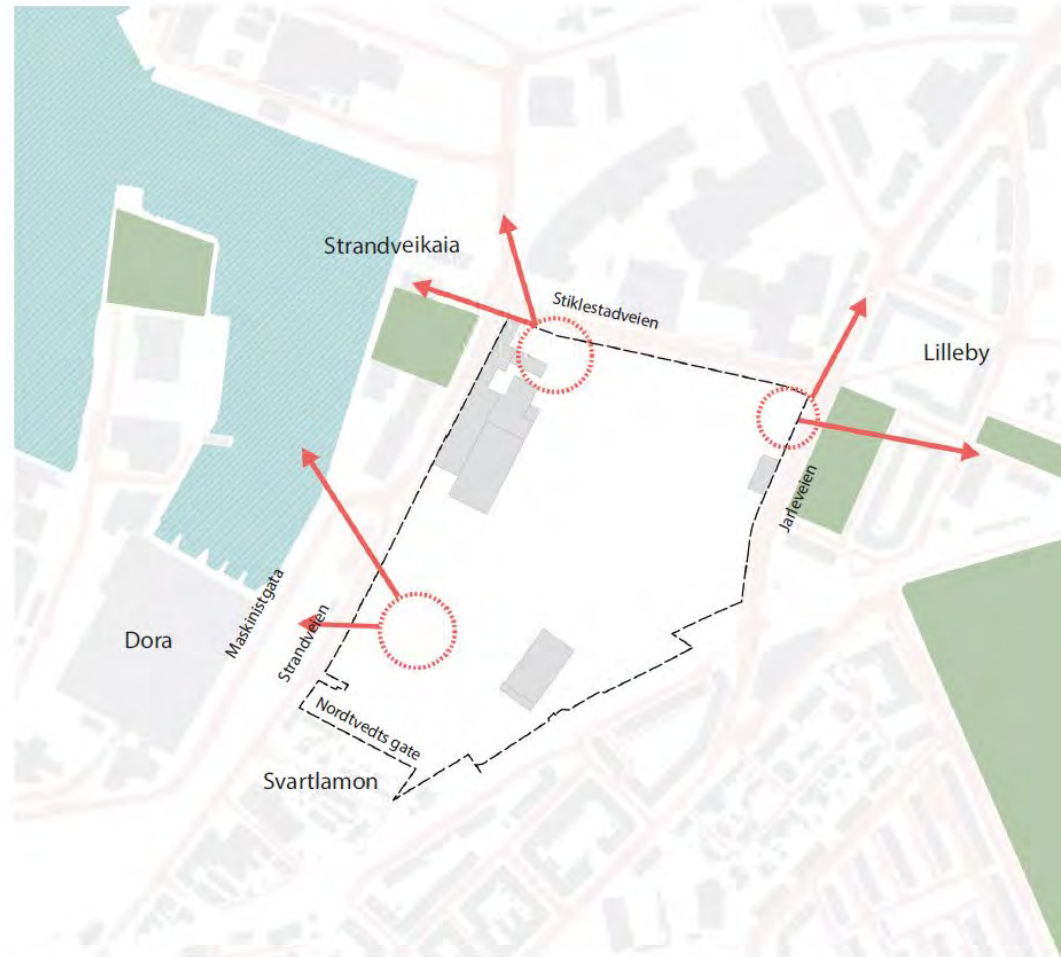 Strandveikaia
Stiklestadveien
Lilleby
Jarleveien
Maskinistgata
Strandveien
Dora
Nordtvedts gate
Svartlamon